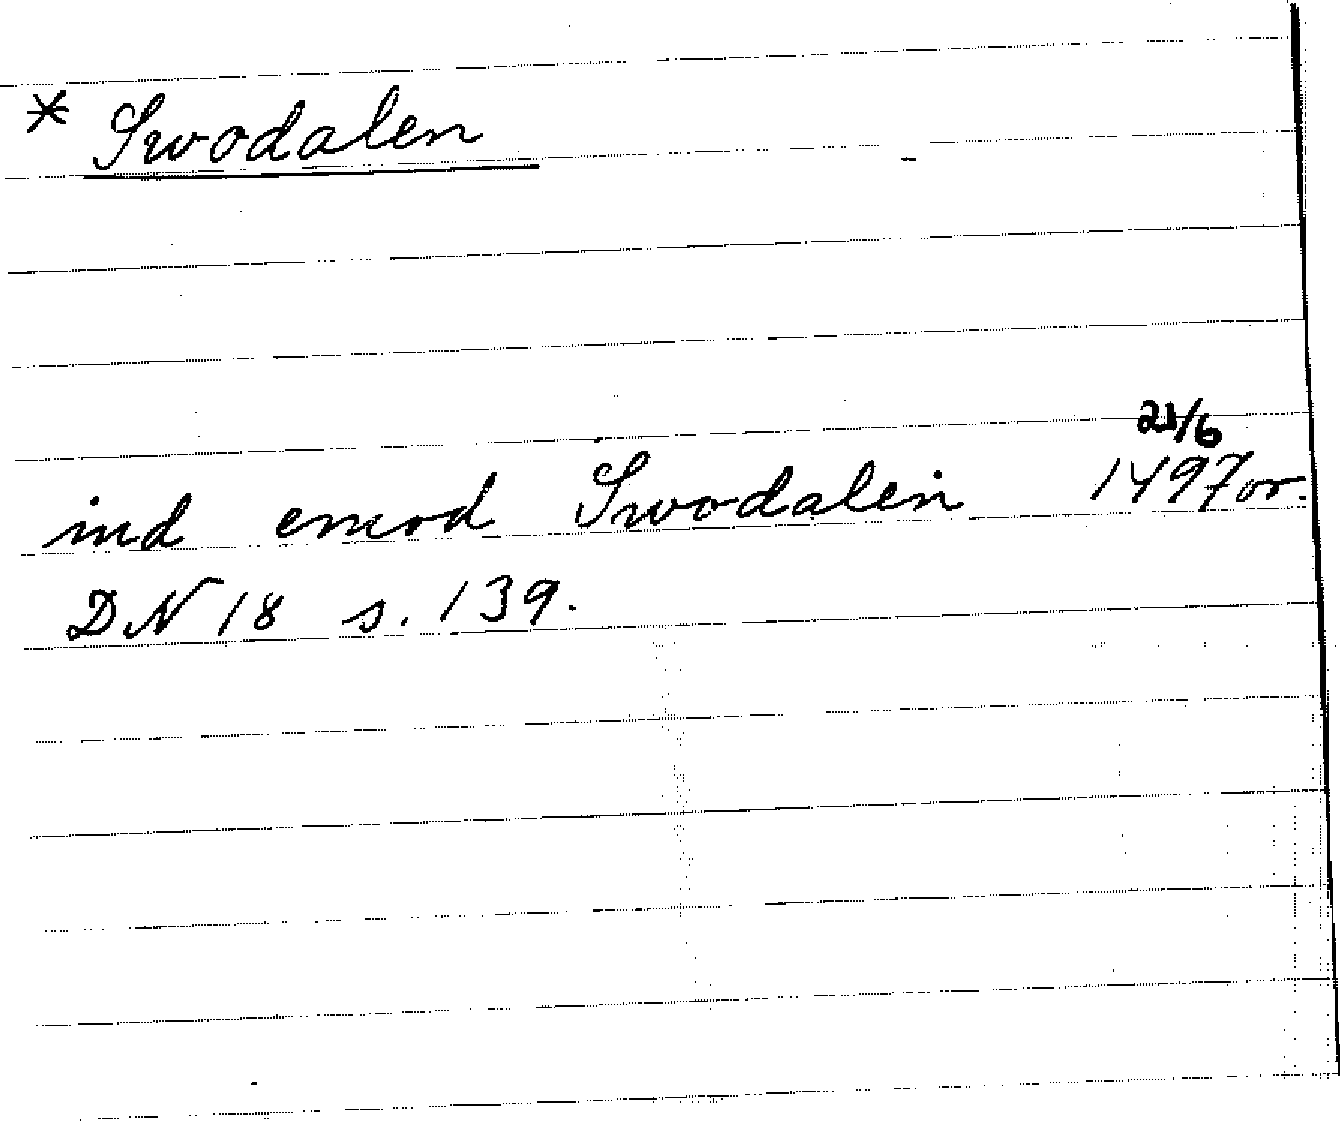 * Swodalen
21/6
ind emod Swodalen 1497 or.
DN 18 s. 139.